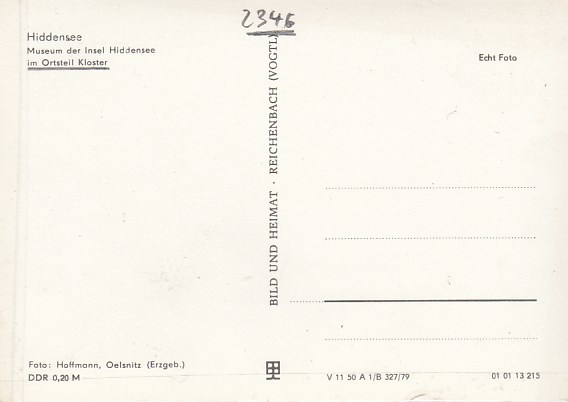 2346
Hiddensee
Museum der Insel Hiddensee
im Ortsteil Kloster
Echt Foto
BILD UND HEIMAT · REICHENBACH (VOGTL)
Foto: Hoffmann, Oelsnitz (Erzgeb.)
DDR 0,20 M
V 11 50 A 1/B 327/79
01 01 13 215